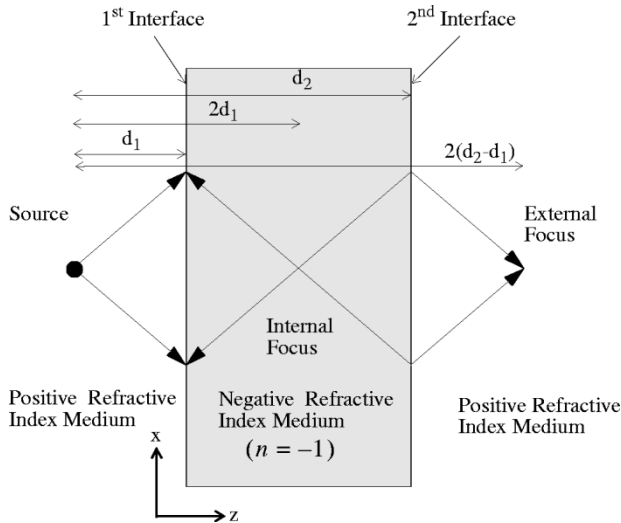 1st Interface
2nd Interface
d2
2d1
d1
2(d2-d1)
Source
External
Focus
Internal
Focus
Positive Refractive
Index Medium
Negative Refractive
Index Medium
(n = −1)
Positive Refractive
Index Medium
x
z